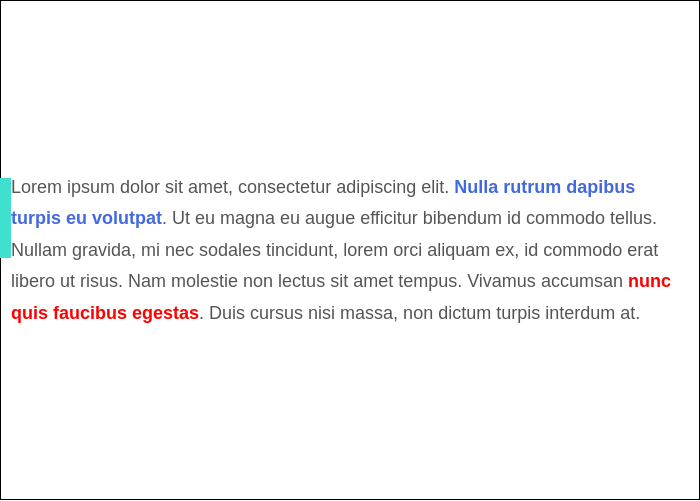 Lorem ipsum dolor sit amet, consectetur adipiscing elit. Nulla rutrum dapibus
turpis eu volutpat. Ut eu magna eu augue efficitur bibendum id commodo tellus.
Nullam gravida, mi nec sodales tincidunt, lorem orci aliquam ex, id commodo erat
libero ut risus. Nam molestie non lectus sit amet tempus. Vivamus accumsan nunc
quis faucibus egestas. Duis cursus nisi massa, non dictum turpis interdum at.